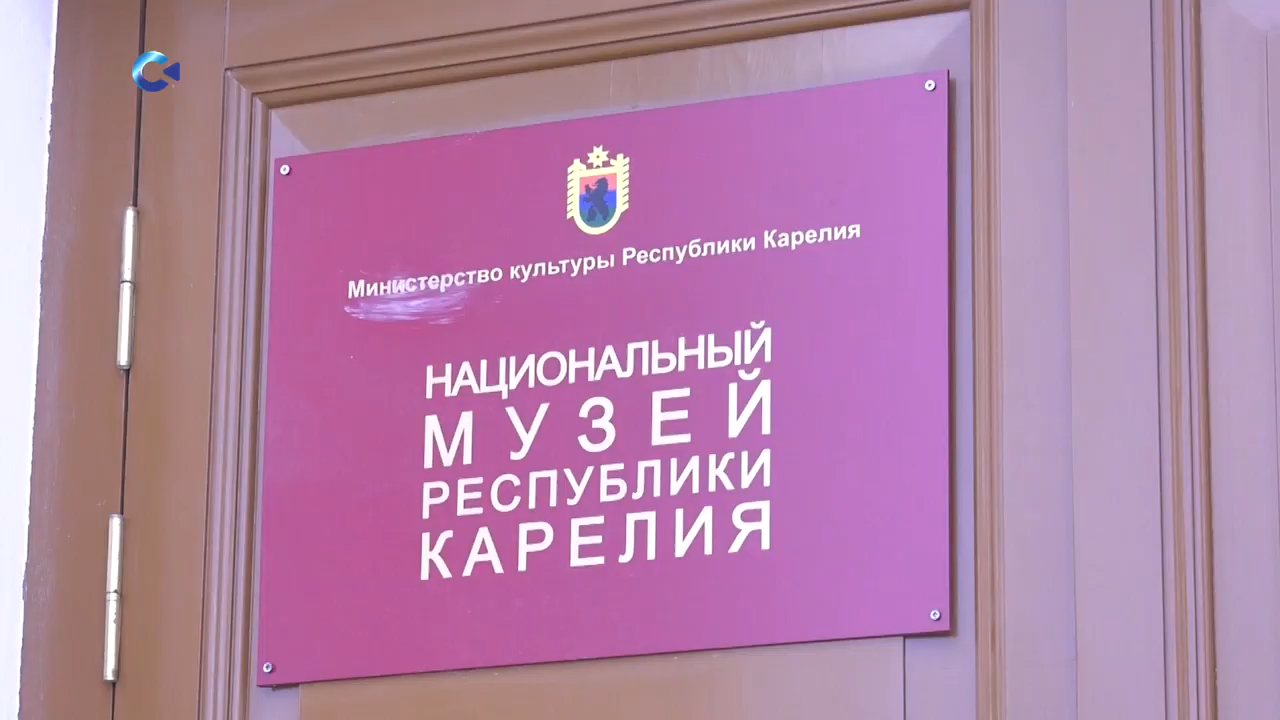 Министерство культуры Республики Карелия
НАЦИОНАЛЬНЫЙ
МУЗЕЙ
РЕСПУБЛИКИ
КАРЕЛИЯ